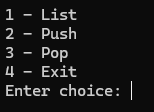 1 - List
2 - Push
3 - Pop
4 - Exit
Enter choice: